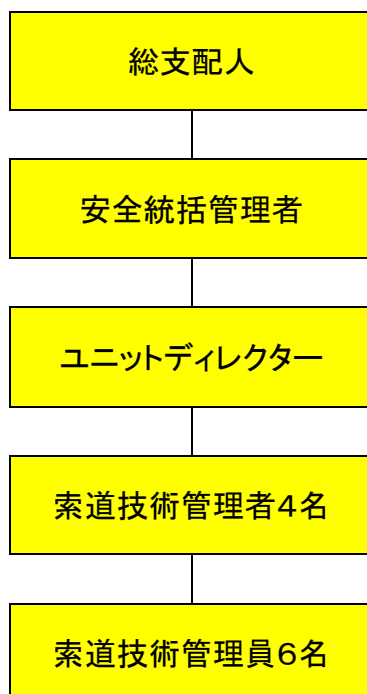 総支配人
安全統括管理者
ユニットディレクター
索道技術管理者４名
索道技術管理員６名